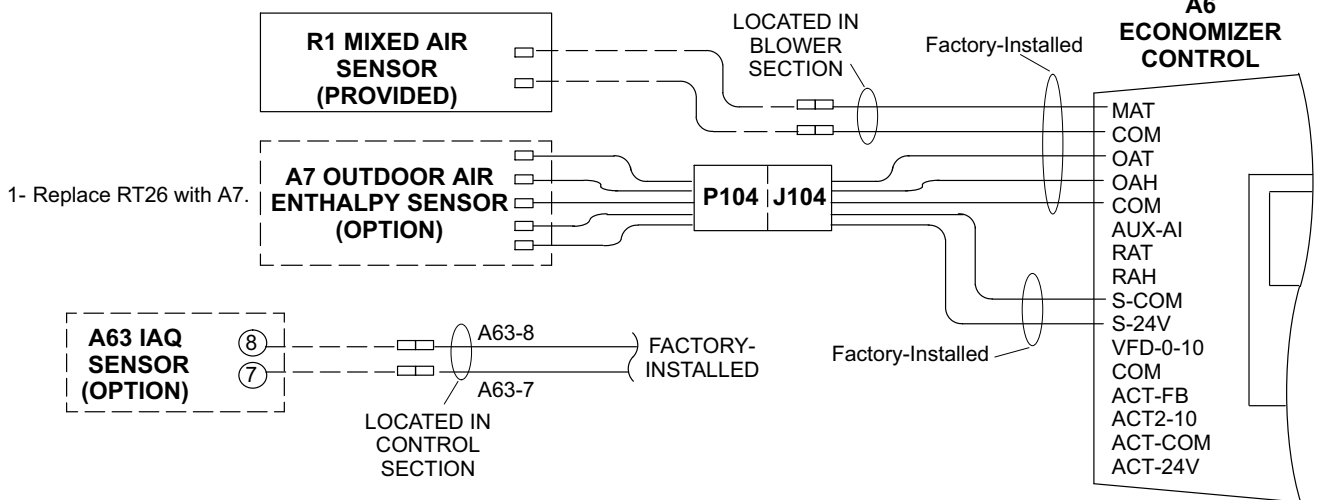 A6
ECONOMIZER
CONTROL
R1 MIXED AIR
SENSOR
(PROVIDED)
LOCATED IN
BLOWER
SECTION
Factory-Installed
1- Replace RT26 with A7.
A7 OUTDOOR AIR
ENTHALPY SENSOR
(OPTION)
P104 J104
MAT
COM
OAT
OAH
COM
AUX-AI
RAT
RAH
S-COM
S-24V
VFD-0-10
COM
ACT-FB
ACT2-10
ACT-COM
ACT-24V
Factory-Installed
A63 IAQ
SENSOR
(OPTION)
8
7
A63-8
A63-7
FACTORY-
INSTALLED
LOCATED IN
CONTROL
SECTION